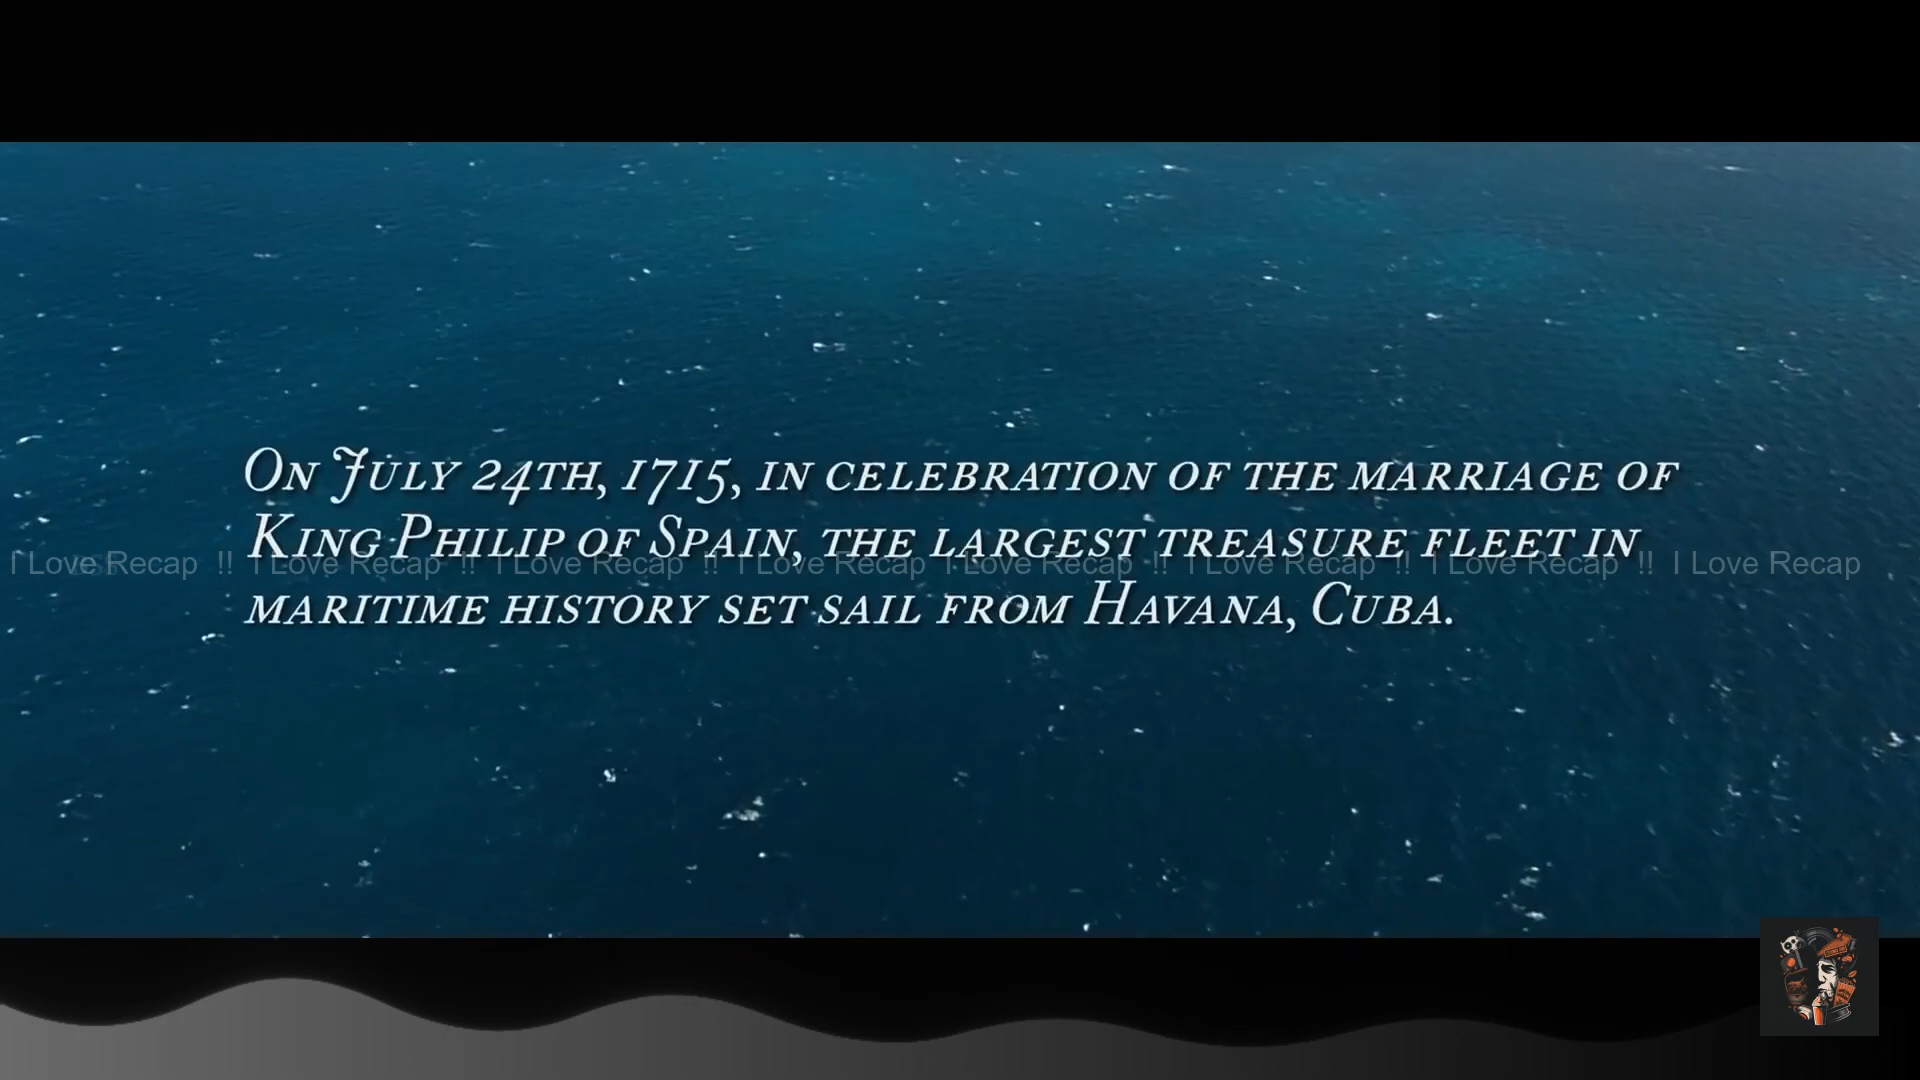 On July 24th, 1715, in celebration of the marriage of
King Philip of Spain, the largest treasure fleet in
I Love Recap !! I Love Recap !! I Love Recap !! I Love Recap !! I Love Recap !! I Love Recap !! I Love Recap !! I Love Recap
maritime history set sail from Havana, Cuba.